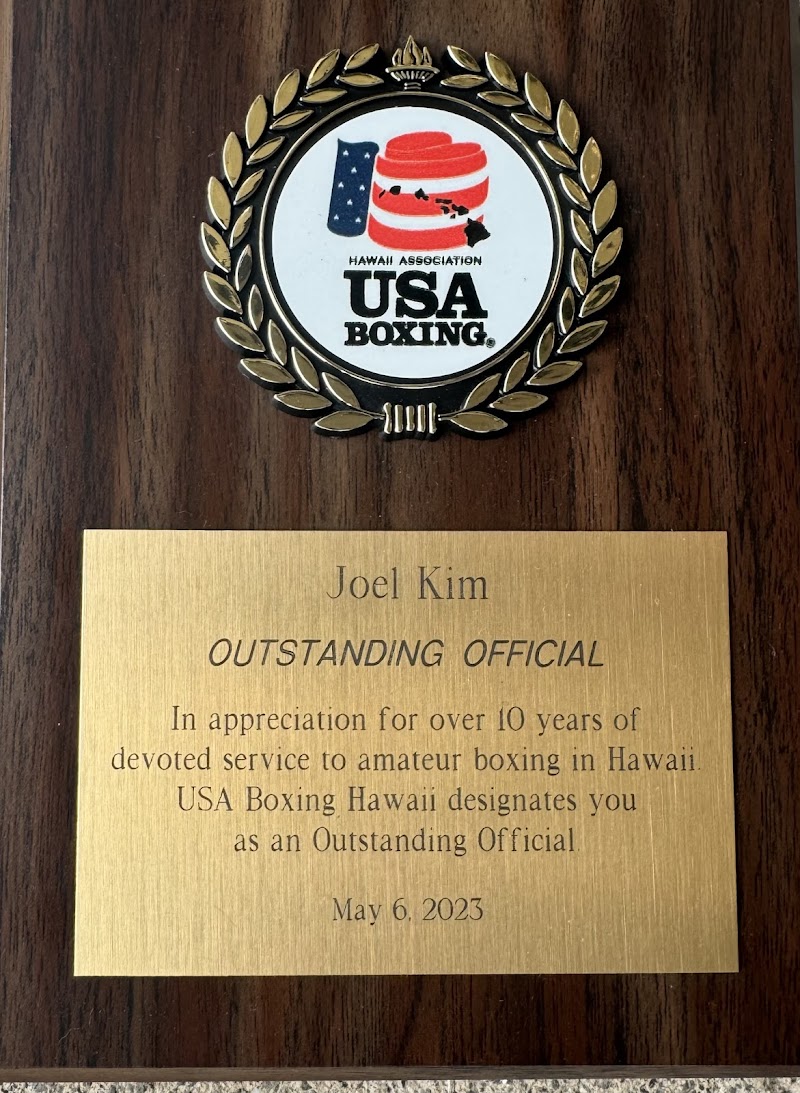 HAWAII ASSOCIATION
USA
BOXING®
Joel Kim
OUTSTANDING OFFICIAL
In appreciation for over 10 years of
devoted service to amateur boxing in Hawaii.
USA Boxing Hawaii designates you
as an Outstanding Official
May 6, 2023